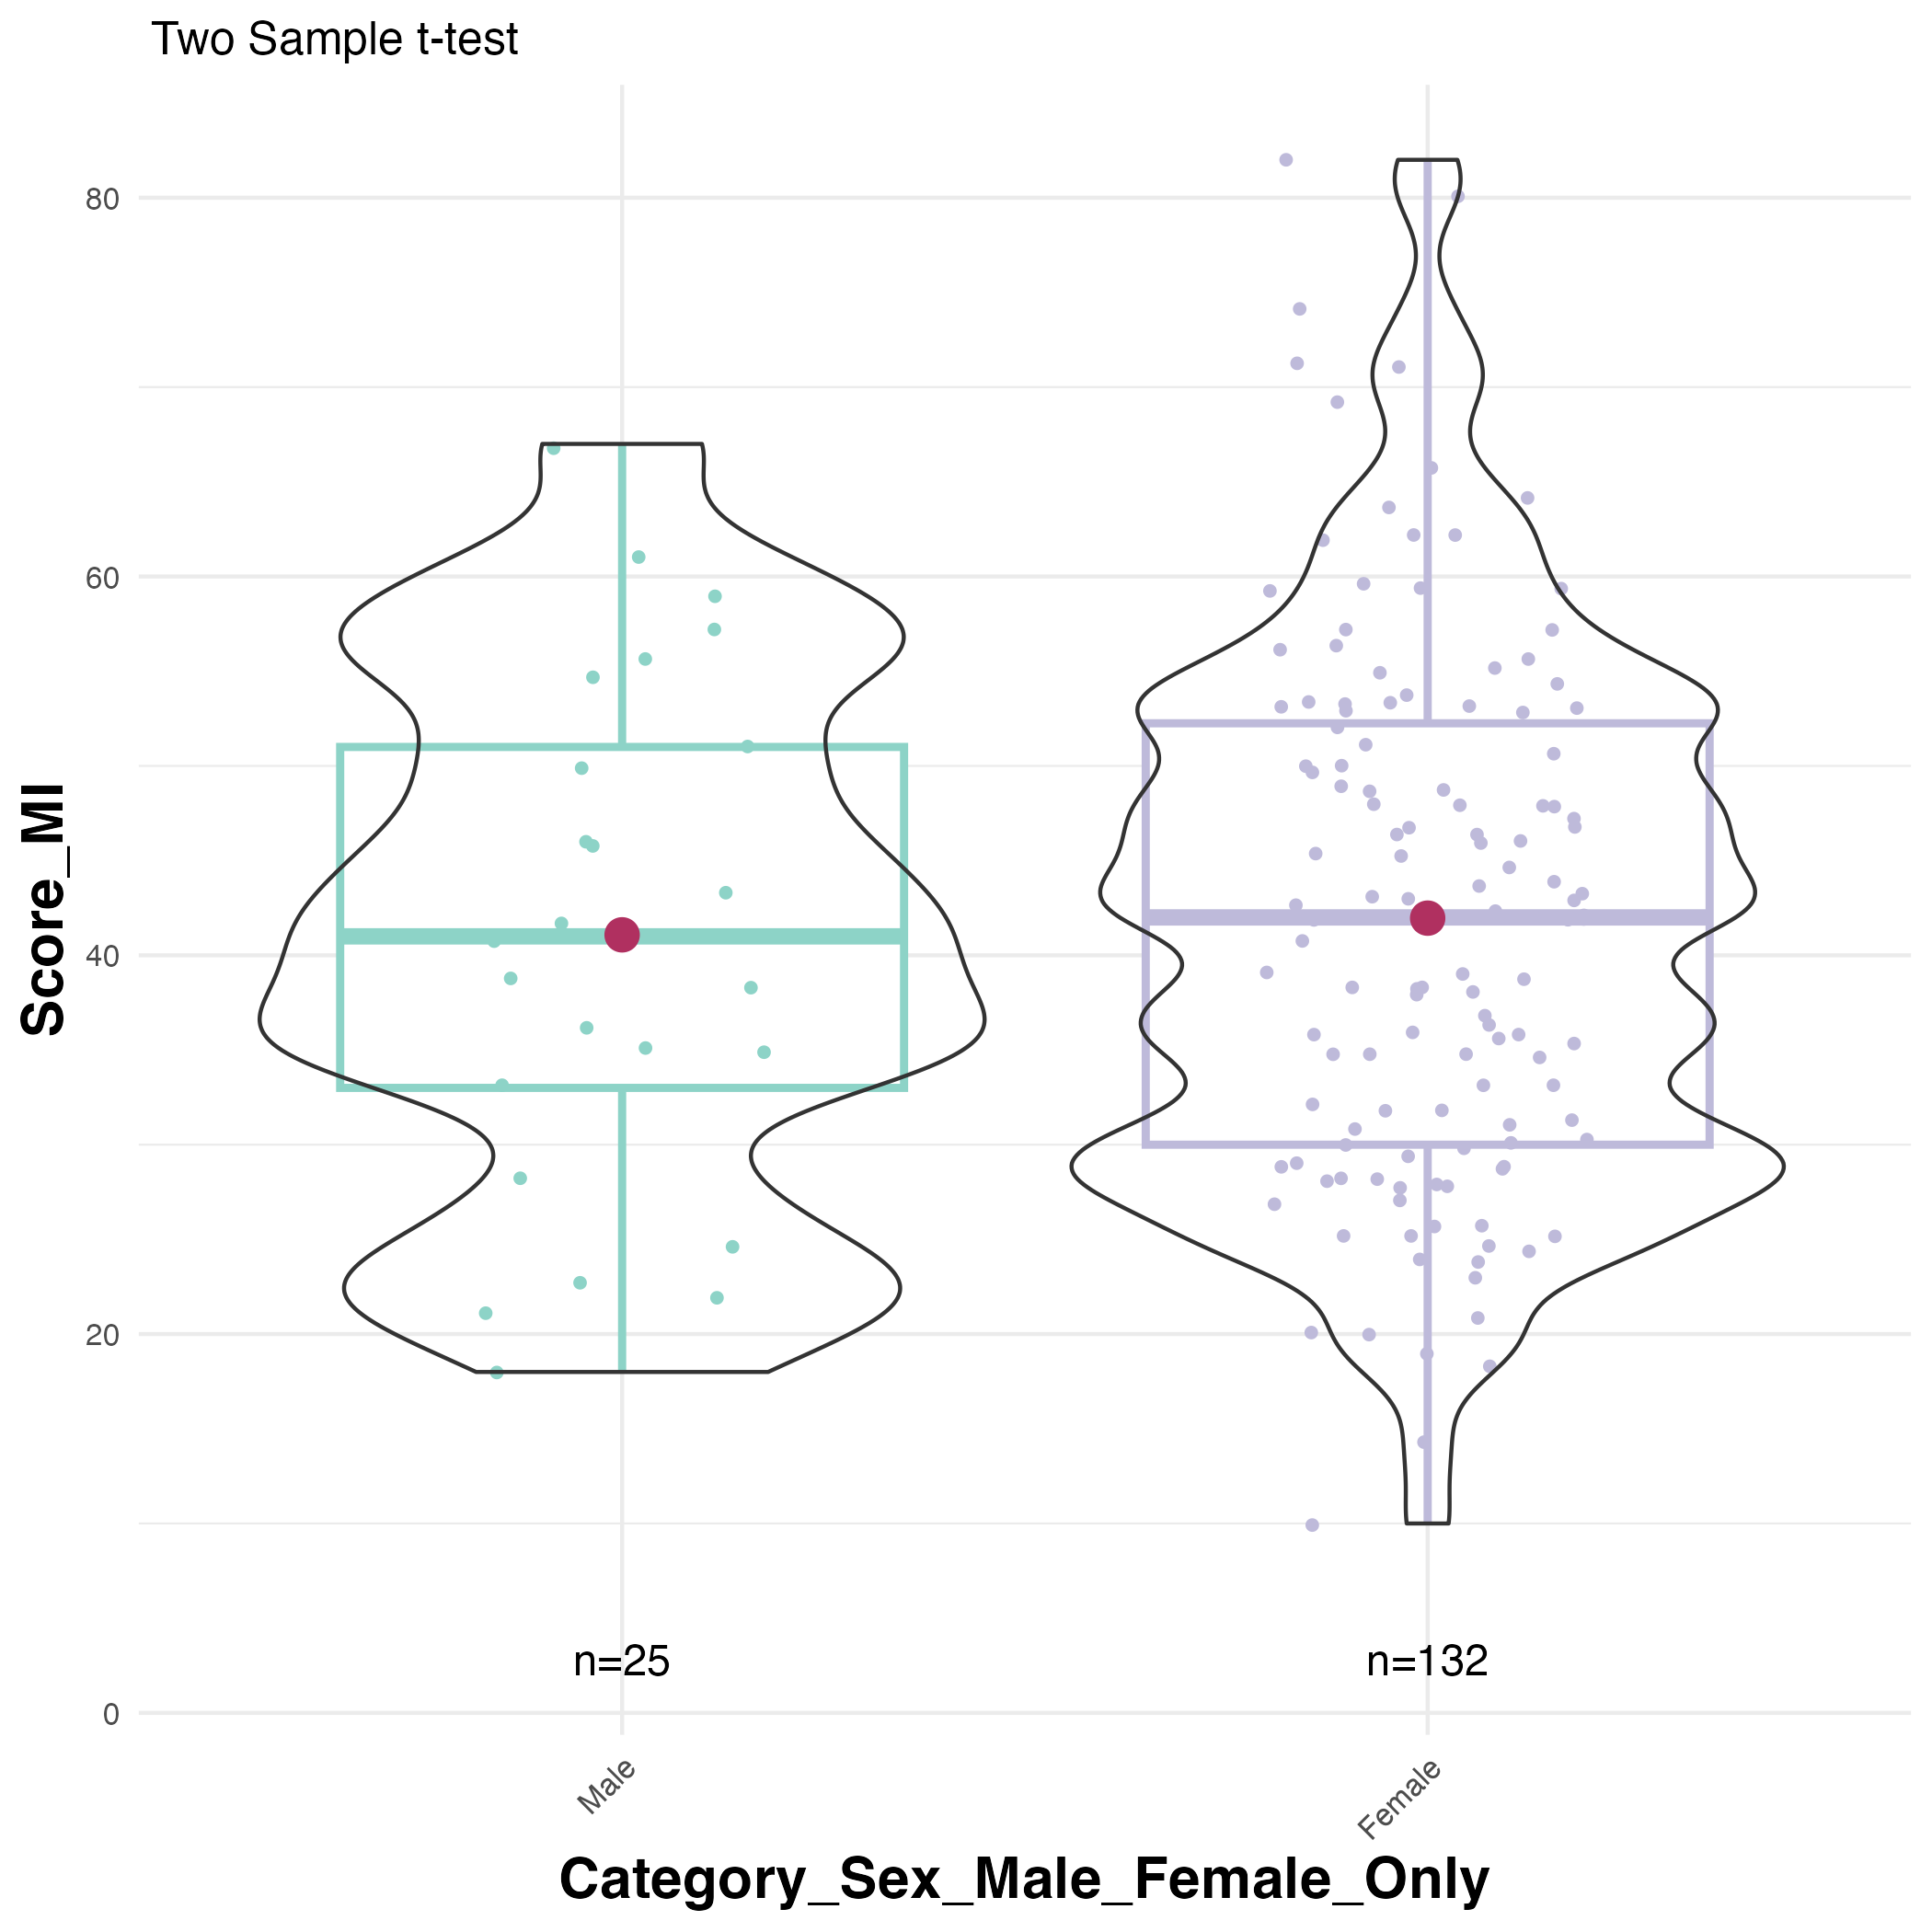 Two Sample t-test
Score_MI
80
60
40
20
0
n=25
n=132
Male
Female
Category_Sex_Male_Female_Only